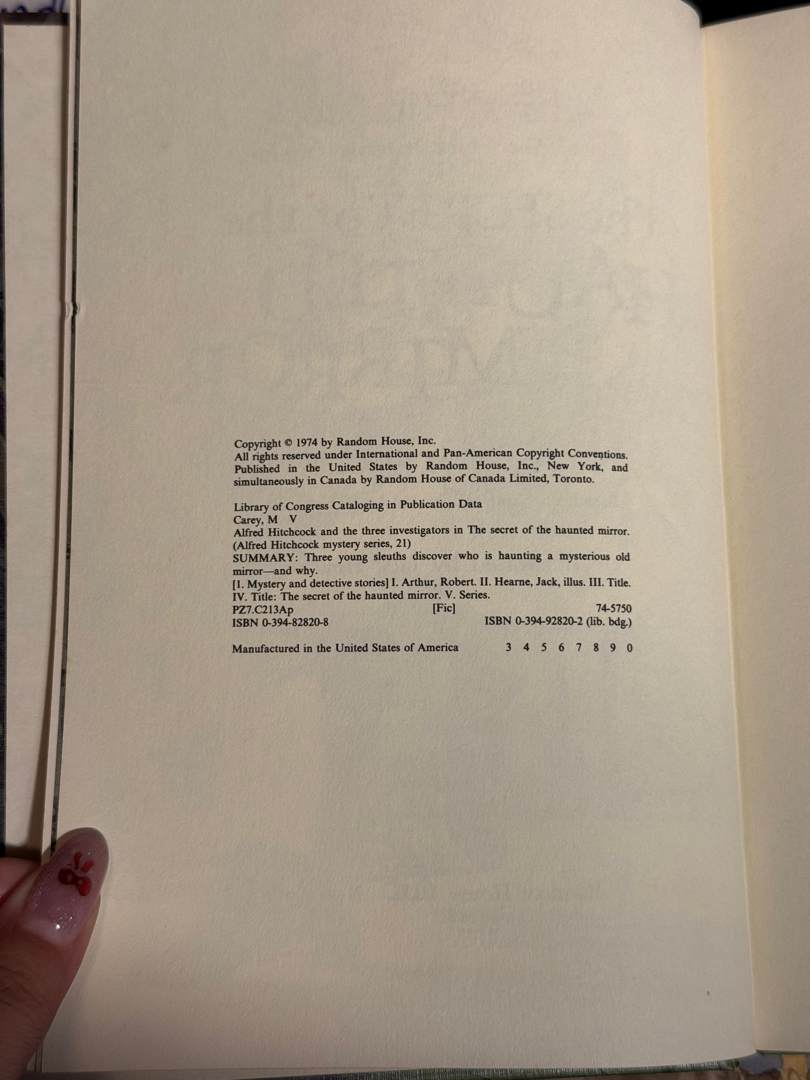 Copyright © 1974 by Random House, Inc.
All rights reserved under International and Pan-American Copyright Conventions.
Published in the United States by Random House, Inc., New York, and
simultaneously in Canada by Random House of Canada Limited, Toronto.
Library of Congress Cataloging in Publication Data
Carey, M V
Alfred Hitchcock and the three investigators in The secret of the haunted mirror.
(Alfred Hitchcock mystery series, 21)
SUMMARY: Three young sleuths discover who is haunting a mysterious old
mirror—and why.
[1. Mystery and detective stories] I. Arthur, Robert. II. Hearne, Jack, illus. III. Title.
IV. Title: The secret of the haunted mirror. V. Series.
PZ7.C213Ap [Fic] 74-5750
ISBN 0-394-82820-8 ISBN 0-394-92820-2 (lib. bdg.)
Manufactured in the United States of America 3 4 5 6 7 8 9 0